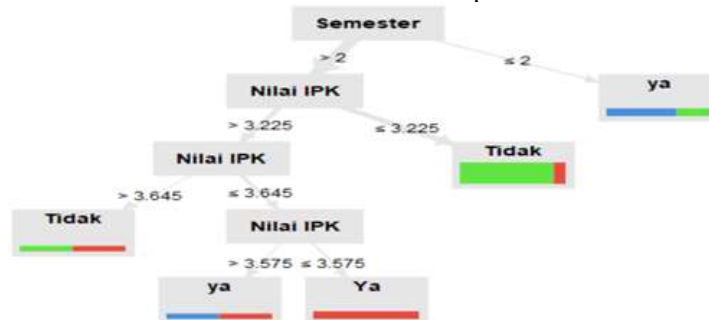 Semester
> 2
≤ 2
Nilai IPK
ya
> 3.225
≤ 3.225
Nilai IPK
Tidak
> 3.645
≤ 3.645
Tidak
Nilai IPK
> 3.575
≤ 3.575
ya
Ya